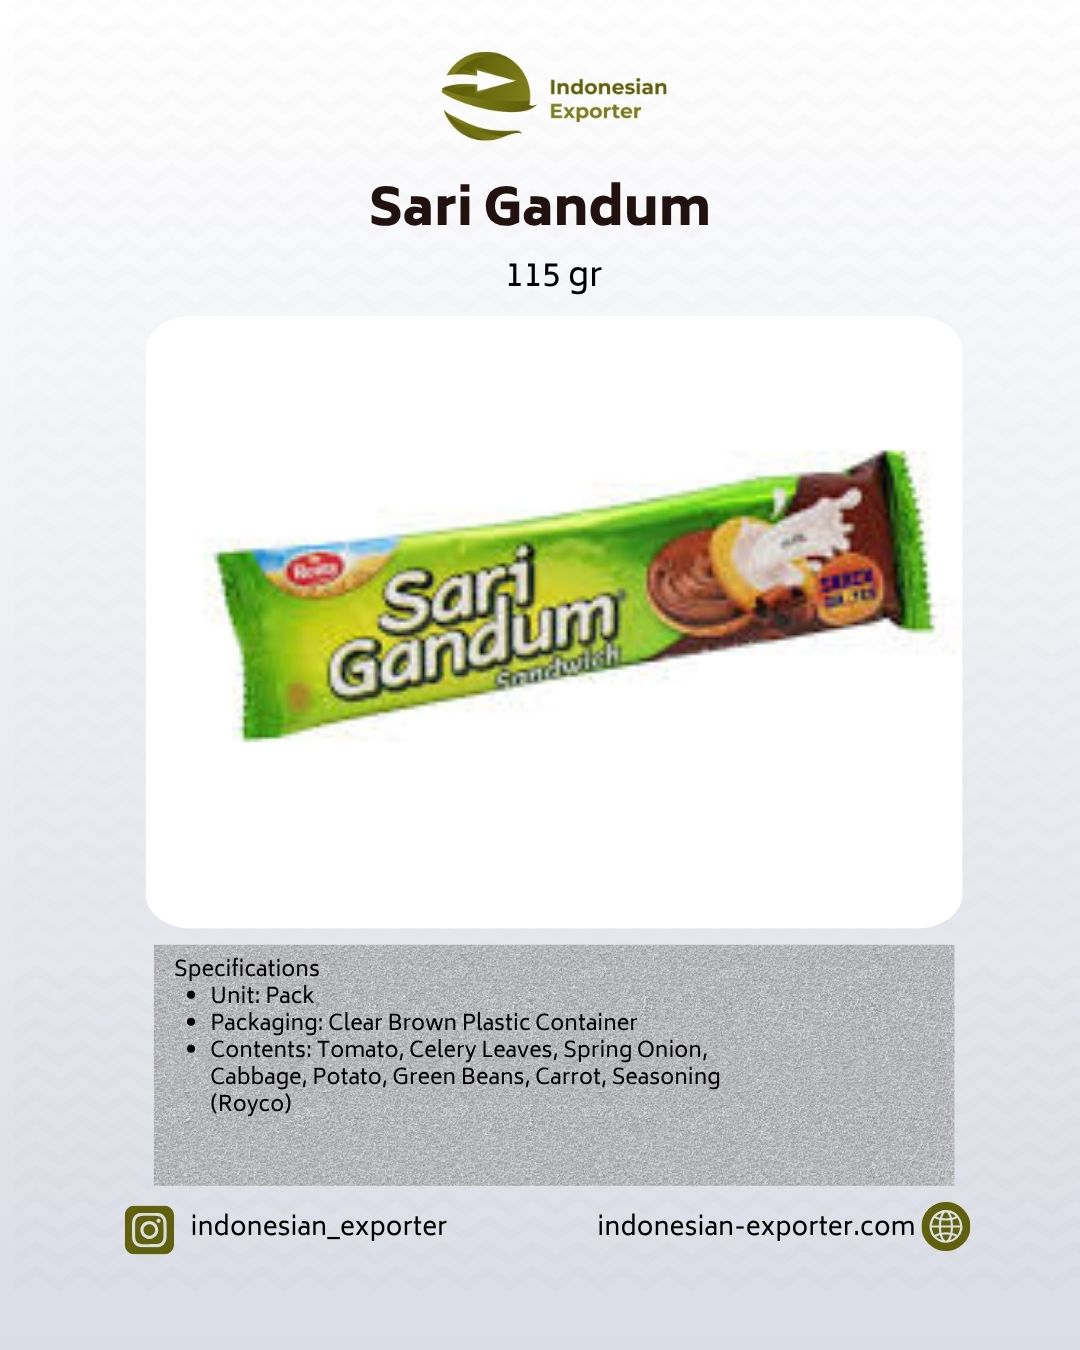 Indonesian
Exporter
Sari Gandum
115 gr
Roma
Sari
Gandum
Sandwich
Specifications
• Unit: Pack
• Packaging: Clear Brown Plastic Container
• Contents: Tomato, Celery Leaves, Spring Onion,
Cabbage, Potato, Green Beans, Carrot, Seasoning
(Royco)
indonesian_exporter
indonesian-exporter.com